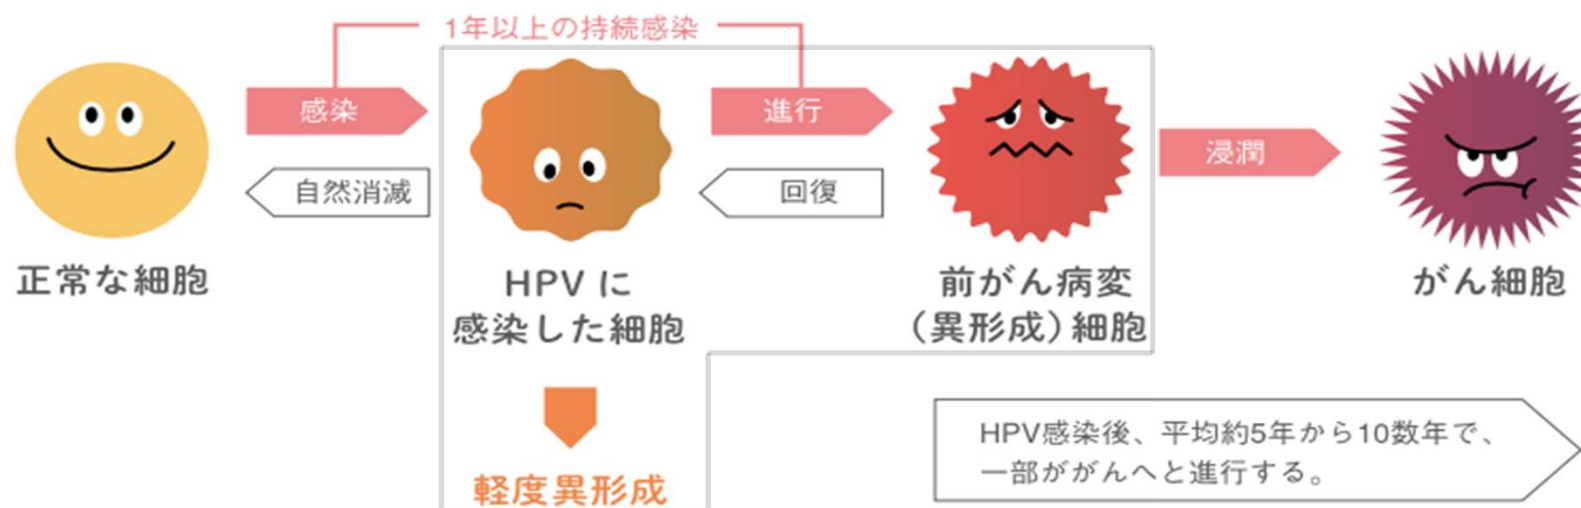 1年以上の持続感染
感染
進行
浸潤
自然消滅
回復
正常な細胞
HPV に
感染した細胞
前がん病変
（異形成）細胞
がん細胞
軽度異形成
HPV感染後、平均約5年から10数年で、
一部ががんへと進行する。